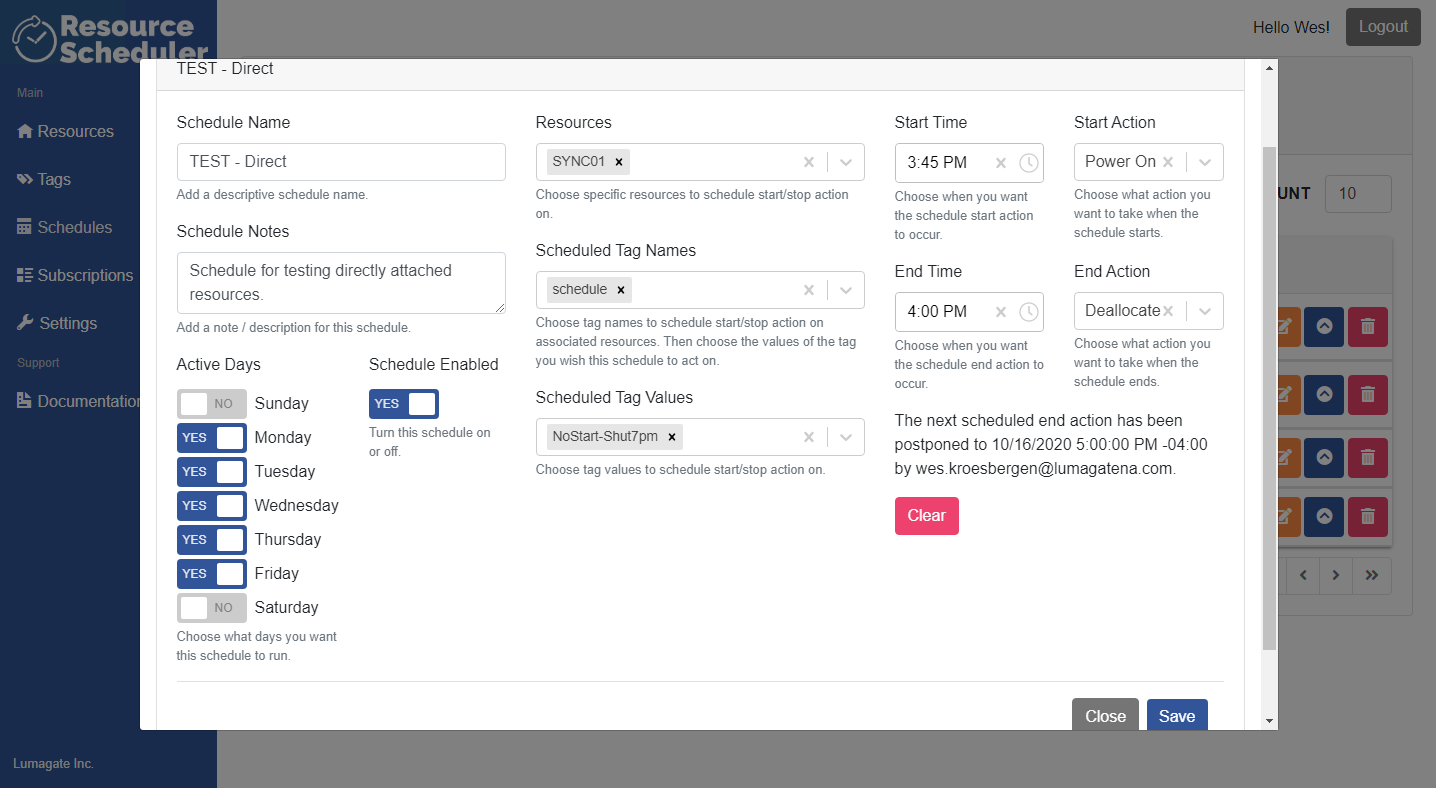 Resource
Scheduler
Hello Wes!
Logout
Main
Resources
Tags
Schedules
Subscriptions
Settings
Support
Documentation
Lumagate Inc.
TEST - Direct
Schedule Name
TEST - Direct
Add a descriptive schedule name.
Schedule Notes
Schedule for testing directly attached
resources.
Add a note / description for this schedule.
Active Days
NO Sunday
YES Monday
YES Tuesday
YES Wednesday
YES Thursday
YES Friday
NO Saturday
Choose what days you want
this schedule to run.
Schedule Enabled
YES
Turn this schedule on
or off.
Resources
SYNC01
Choose specific resources to schedule start/stop action
on.
Scheduled Tag Names
schedule
Choose tag names to schedule start/stop action on
associated resources. Then choose the values of the tag
you wish this schedule to act on.
Scheduled Tag Values
NoStart-Shut7pm
Choose tag values to schedule start/stop action on.
Start Time
3:45 PM
Choose when you want
the schedule start action
to occur.
Start Action
Power On
Choose what action you
want to take when the
schedule starts.
End Time
4:00 PM
Choose when you want
the schedule end action to
occur.
End Action
Deallocate
Choose what action you
want to take when the
schedule ends.
The next scheduled end action has been
postponed to 10/16/2020 5:00:00 PM -04:00
by wes.kroesbergen@lumagatena.com.
Clear
Close
Save
UNT
10